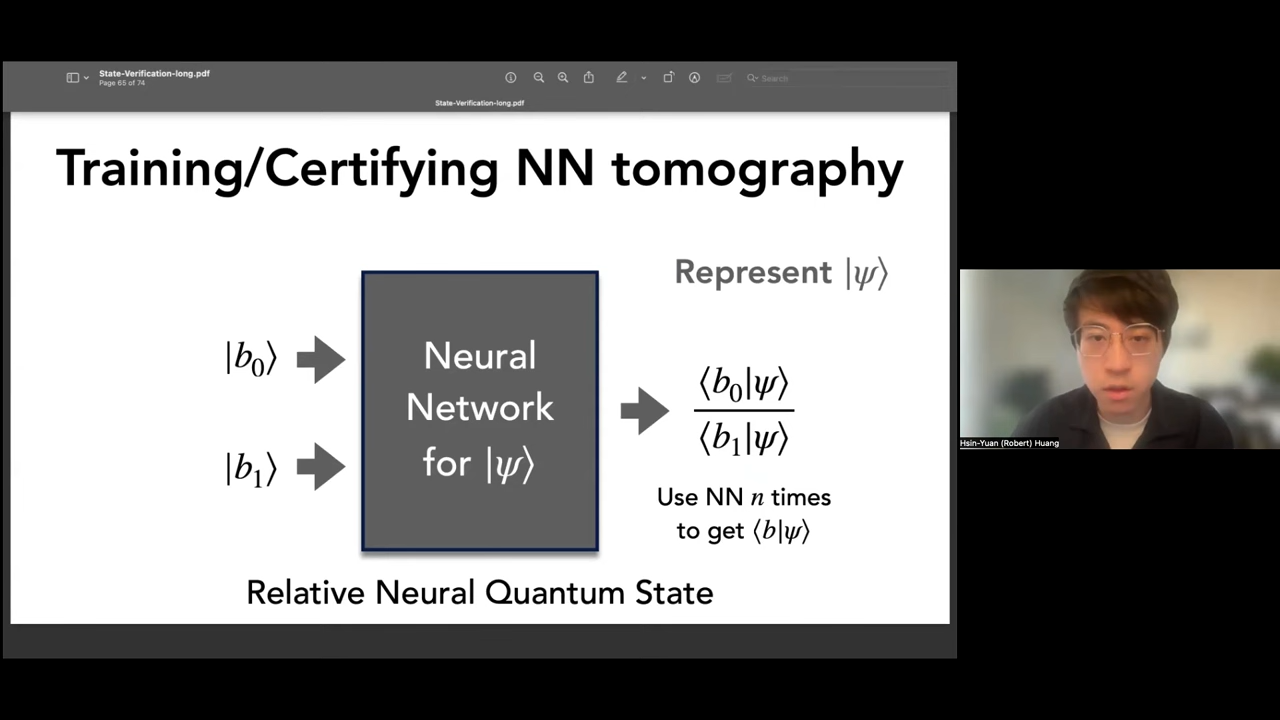 State-Verification-long.pdf
Page 65 of 74
Search
State-Verification-long.pdf
Training/Certifying NN tomography
Represent |ψ⟩
|b₀⟩
|b₁⟩
Neural
Network
for |ψ⟩
⟨b₀|ψ⟩
⟨b₁|ψ⟩
Use NN n times
to get ⟨b|ψ⟩
Relative Neural Quantum State
Hsin-Yuan (Robert) Huang